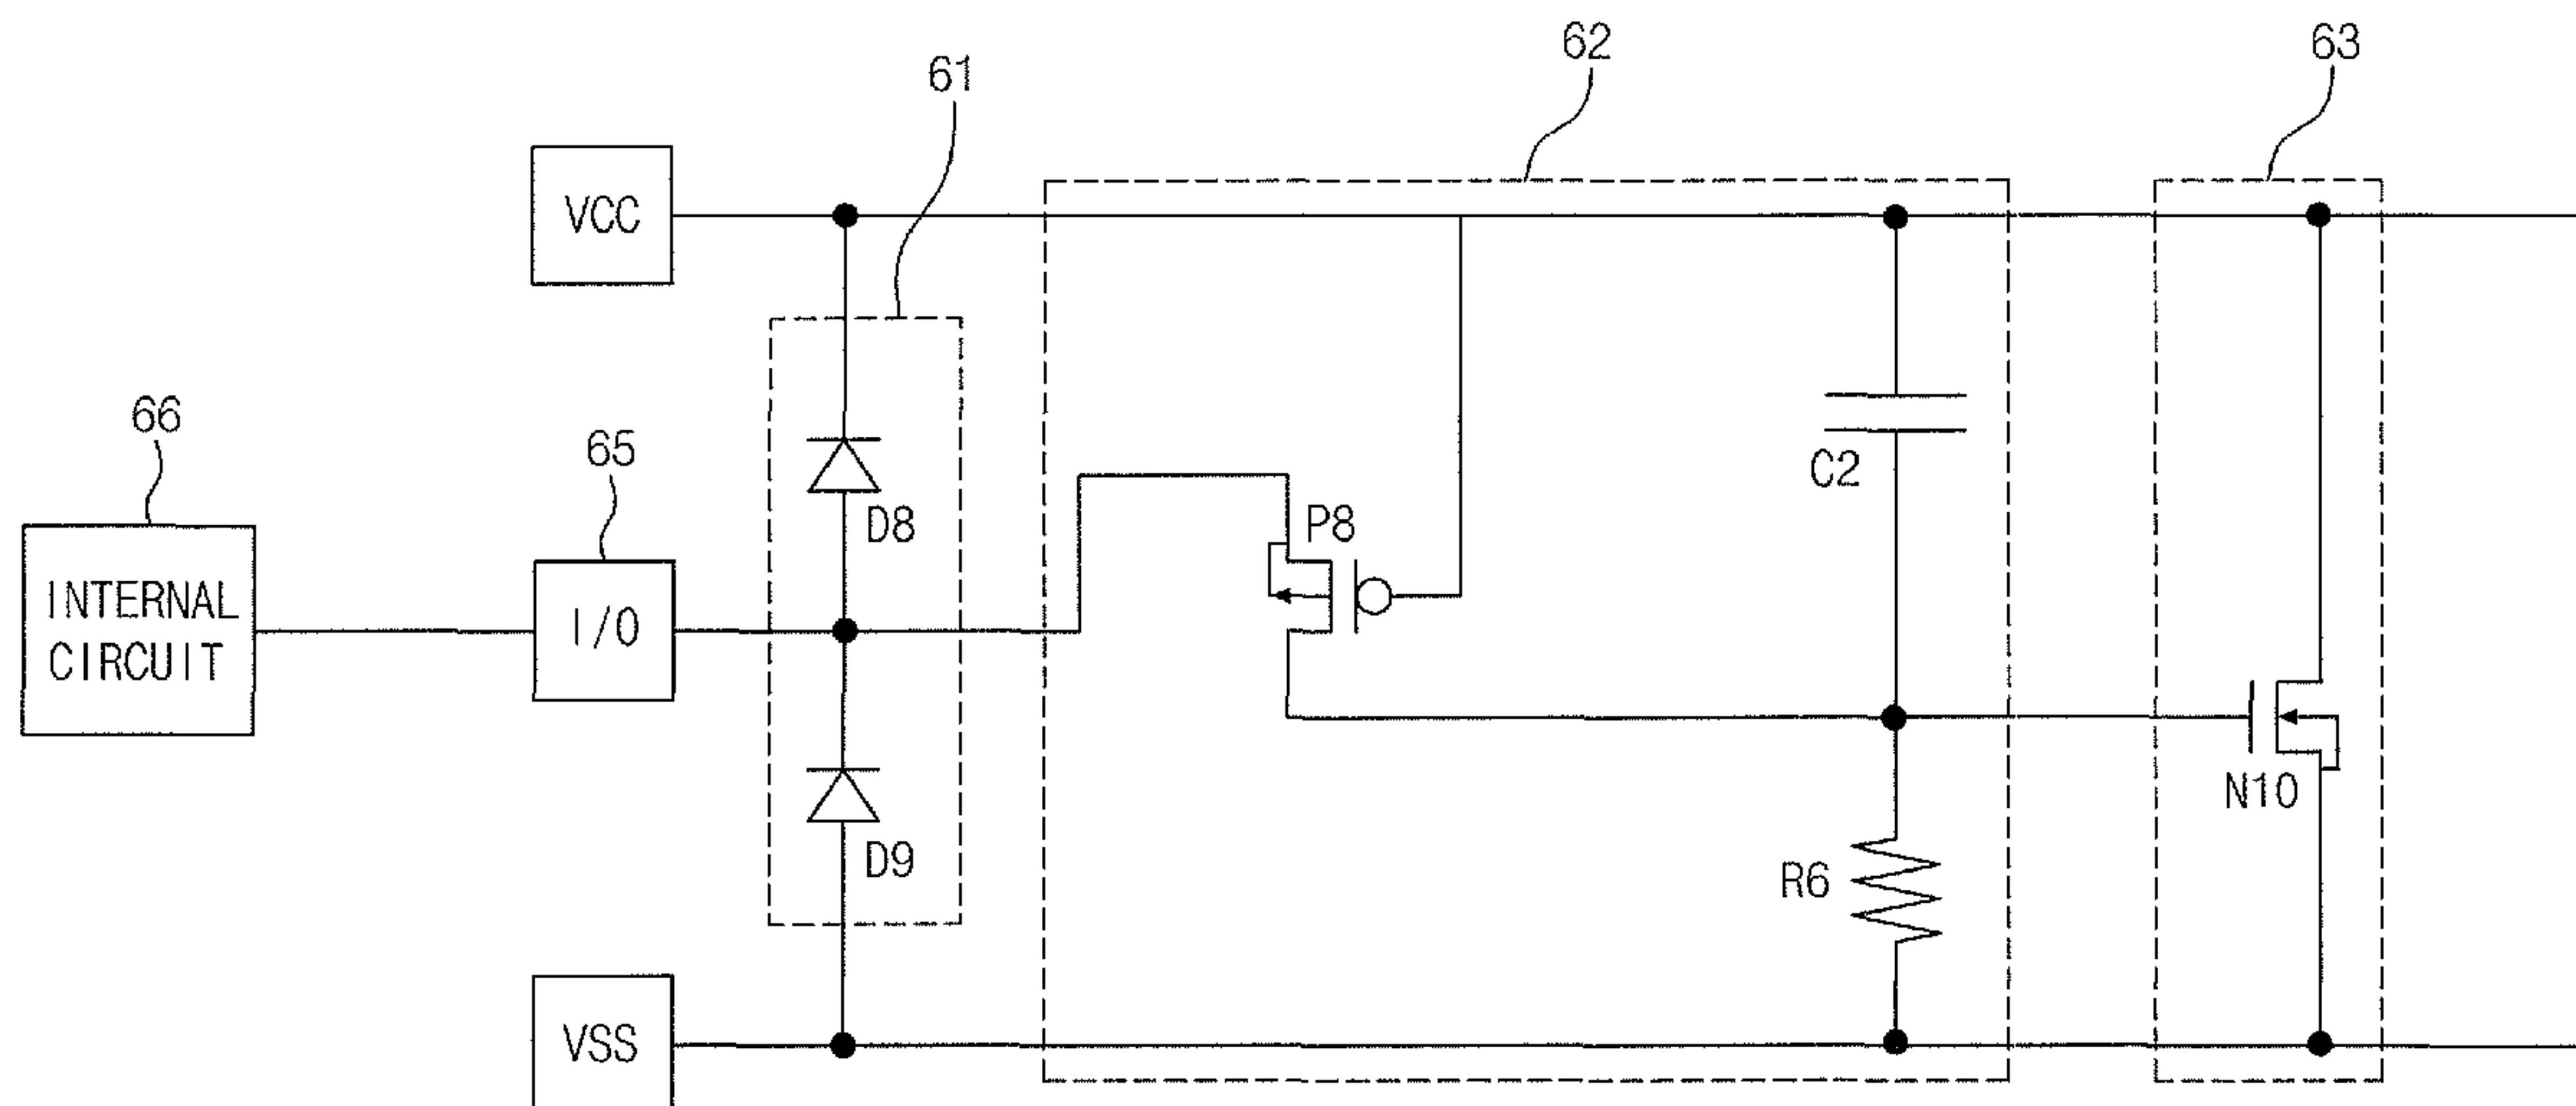 62
63
61
VCC
66
65
C2
P8
D8
INTERNAL
CIRCUIT
I/O
N10
D9
R6
VSS